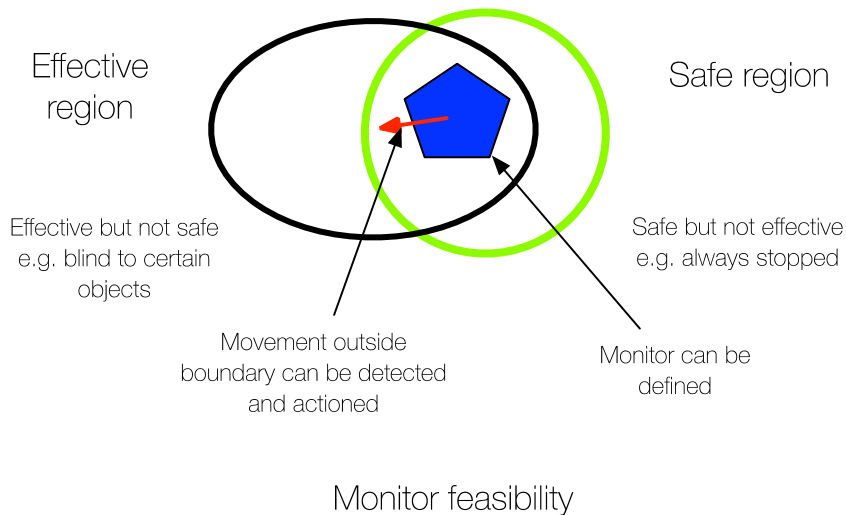 Effective
region
Safe region
Effective but not safe
e.g. blind to certain
objects
Safe but not effective
e.g. always stopped
Movement outside
boundary can be detected
and actioned
Monitor can be
defined
Monitor feasibility